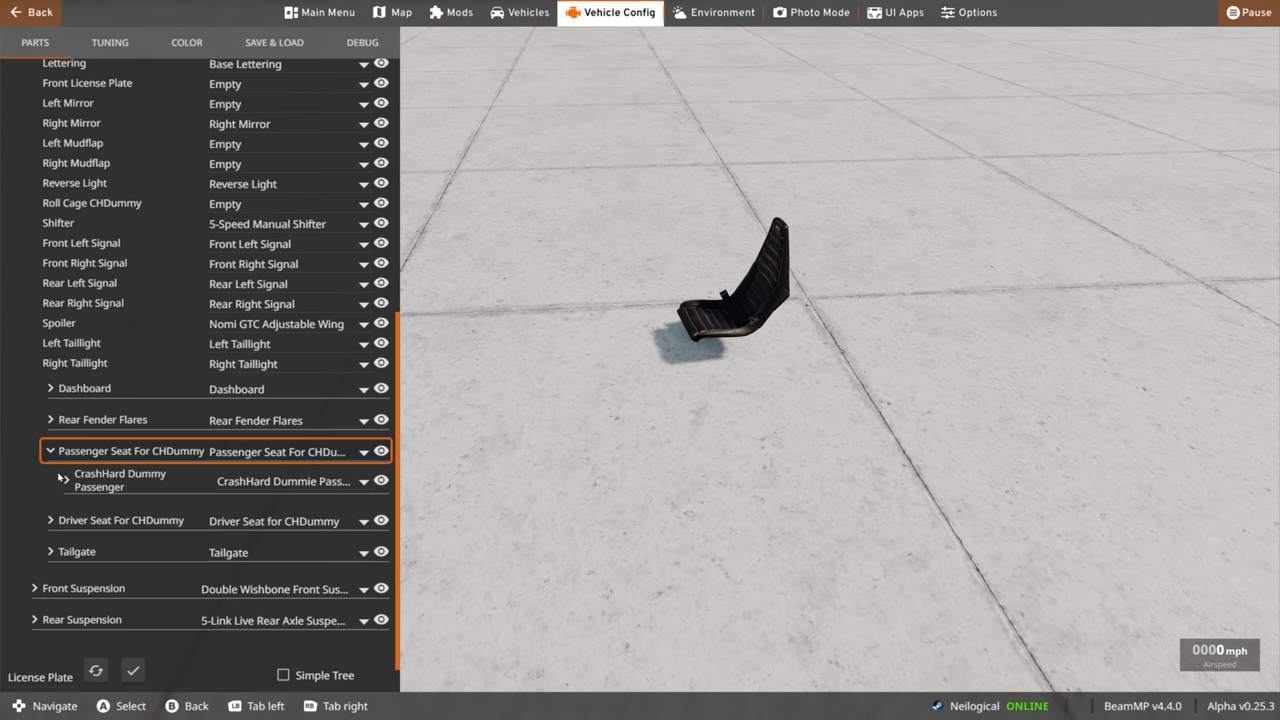 Back
Main Menu
Map
Mods
Vehicles
Vehicle Config
Environment
Photo Mode
UI Apps
Options
Pause
PARTS
TUNING
COLOR
SAVE & LOAD
DEBUG
Lettering Base Lettering
Front License Plate Empty
Left Mirror Empty
Right Mirror Right Mirror
Left Mudflap Empty
Right Mudflap Empty
Reverse Light Reverse Light
Roll Cage CHDummy Empty
Shifter 5-Speed Manual Shifter
Front Left Signal Front Left Signal
Front Right Signal Front Right Signal
Rear Left Signal Rear Left Signal
Rear Right Signal Rear Right Signal
Spoiler Nomi GTC Adjustable Wing
Left Taillight Left Taillight
Right Taillight Right Taillight
Dashboard Dashboard
Rear Fender Flares Rear Fender Flares
Passenger Seat For CHDummy Passenger Seat For CHDu...
CrashHard Dummy
Passenger
CrashHard Dummie Pass...
Driver Seat For CHDummy Driver Seat for CHDummy
Tailgate Tailgate
Front Suspension Double Wishbone Front Sus...
Rear Suspension 5-Link Live Rear Axle Suspe...
License Plate
Simple Tree
0000 mph
Airspeed
Navigate
A Select
B Back
LB Tab left
RB Tab right
Neilogical ONLINE
BeamMP v4.4.0
Alpha v0.25.3